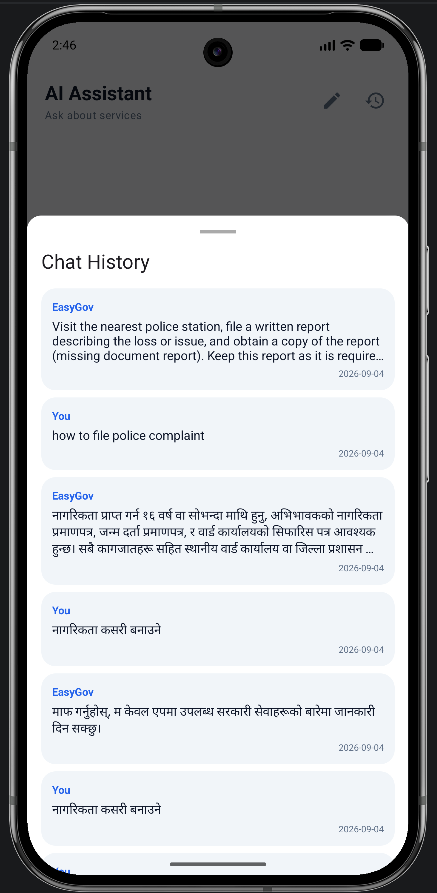 2:46
AI Assistant
Ask about services
Chat History
EasyGov
Visit the nearest police station, file a written report
describing the loss or issue, and obtain a copy of the report
(missing document report). Keep this report as it is require...
2026-09-04
You
how to file police complaint
2026-09-04
EasyGov
नागरिकता प्राप्त गर्न १६ वर्ष वा सोभन्दा माथि हुनु, अभिभावकको नागरिकता
प्रमाणपत्र, जन्म दर्ता प्रमाणपत्र, र वार्ड कार्यालयको सिफारिस पत्र आवश्यक
हुन्छ। सबै कागजातहरू सहित स्थानीय वार्ड कार्यालय वा जिल्ला प्रशासन ...
2026-09-04
You
नागरिकता कसरी बनाउने
2026-09-04
EasyGov
माफ गर्नुहोस्, म केवल एपमा उपलब्ध सरकारी सेवाहरूको बारेमा जानकारी
दिन सक्छु।
2026-09-04
You
नागरिकता कसरी बनाउने
2026-09-04
You